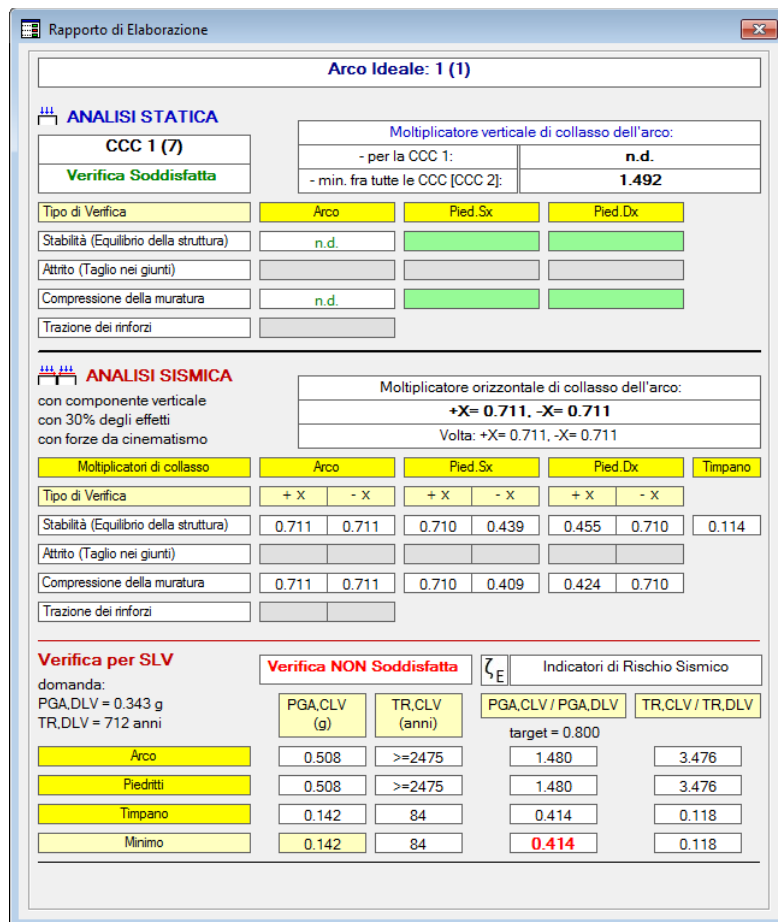 Rapporto di Elaborazione
Arco Ideale: 1 (1)
ANALISI STATICA
CCC 1 (7)
Verifica Soddisfatta
Moltiplicatore verticale di collasso dell'arco:
- per la CCC 1: n.d.
- min. fra tutte le CCC [CCC 2]: 1.492
Tipo di Verifica Arco Pied.Sx Pied.Dx
Stabilità (Equilibrio della struttura) n.d.
Attrito (Taglio nei giunti)
Compressione della muratura n.d.
Trazione dei rinforzi
ANALISI SISMICA
con componente verticale
con 30% degli effetti
con forze da cinematismo
Moltiplicatore orizzontale di collasso dell'arco:
+X= 0.711, -X= 0.711
Volta: +X= 0.711, -X= 0.711
Moltiplicatori di collasso Arco Pied.Sx Pied.Dx Timpano
Tipo di Verifica + X - X + X - X + X - X
Stabilità (Equilibrio della struttura) 0.711 0.711 0.710 0.439 0.455 0.710 0.114
Attrito (Taglio nei giunti)
Compressione della muratura 0.711 0.711 0.710 0.409 0.424 0.710
Trazione dei rinforzi
Verifica per SLV
domanda:
PGA,DLV = 0.343 g
TR,DLV = 712 anni
Verifica NON Soddisfatta
ζE Indicatori di Rischio Sismico
PGA,CLV (g) TR,CLV (anni) PGA,CLV / PGA,DLV TR,CLV / TR,DLV
target = 0.800
Arco 0.508 >=2475 1.480 3.476
Piedritti 0.508 >=2475 1.480 3.476
Timpano 0.142 84 0.414 0.118
Minimo 0.142 84 0.414 0.118